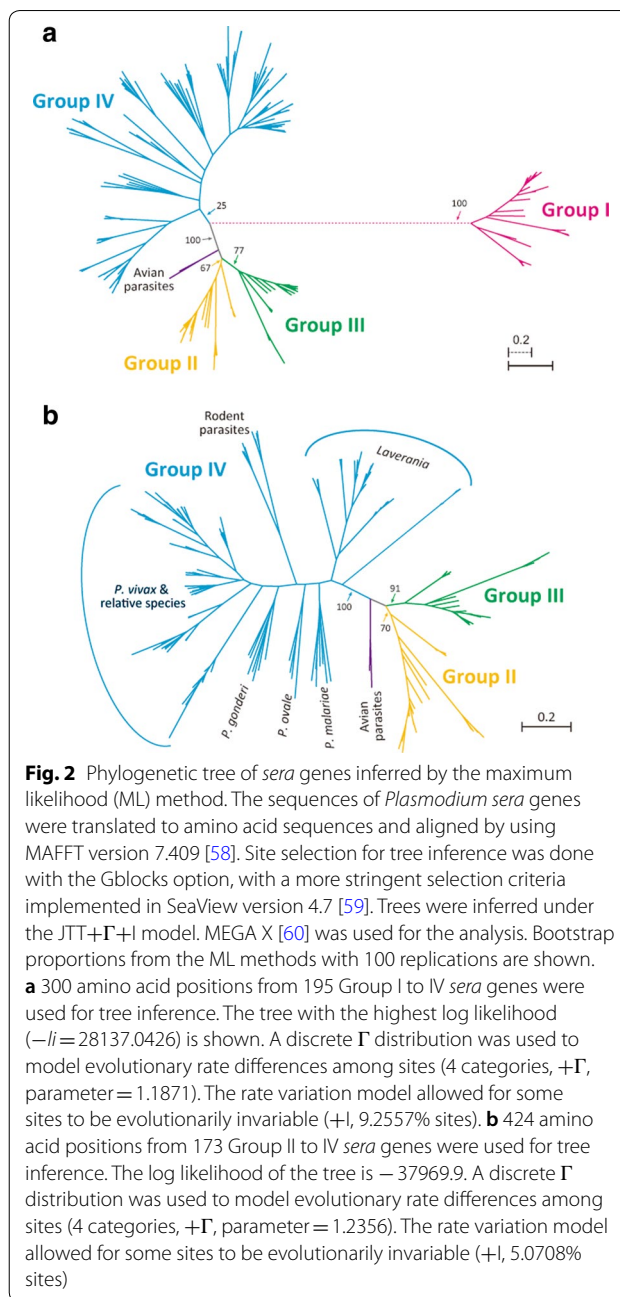 a
Group IV
25
100
100
Group I
77
Avian
parasites
67
Group III
Group II
0.2
b
Rodent
parasites
Laverania
Group IV
P. vivax &
relative species
91
100
Group III
70
Group II
P. gonderi
P. ovale
P. malariae
Avian
parasites
0.2
Fig. 2 Phylogenetic tree of sera genes inferred by the maximum
likelihood (ML) method. The sequences of Plasmodium sera genes
were translated to amino acid sequences and aligned by using
MAFFT version 7.409 [58]. Site selection for tree inference was done
with the Gblocks option, with a more stringent selection criteria
implemented in SeaView version 4.7 [59]. Trees were inferred under
the JTT+Γ+I model. MEGA X [60] was used for the analysis. Bootstrap
proportions from the ML methods with 100 replications are shown.
a 300 amino acid positions from 195 Group I to IV sera genes were
used for tree inference. The tree with the highest log likelihood
(−li = 28137.0426) is shown. A discrete Γ distribution was used to
model evolutionary rate differences among sites (4 categories, +Γ,
parameter = 1.1871). The rate variation model allowed for some
sites to be evolutionarily invariable (+I, 9.2557% sites). b 424 amino
acid positions from 173 Group II to IV sera genes were used for tree
inference. The log likelihood of the tree is − 37969.9. A discrete Γ
distribution was used to model evolutionary rate differences among
sites (4 categories, +Γ, parameter = 1.2356). The rate variation model
allowed for some sites to be evolutionarily invariable (+I, 5.0708%
sites)